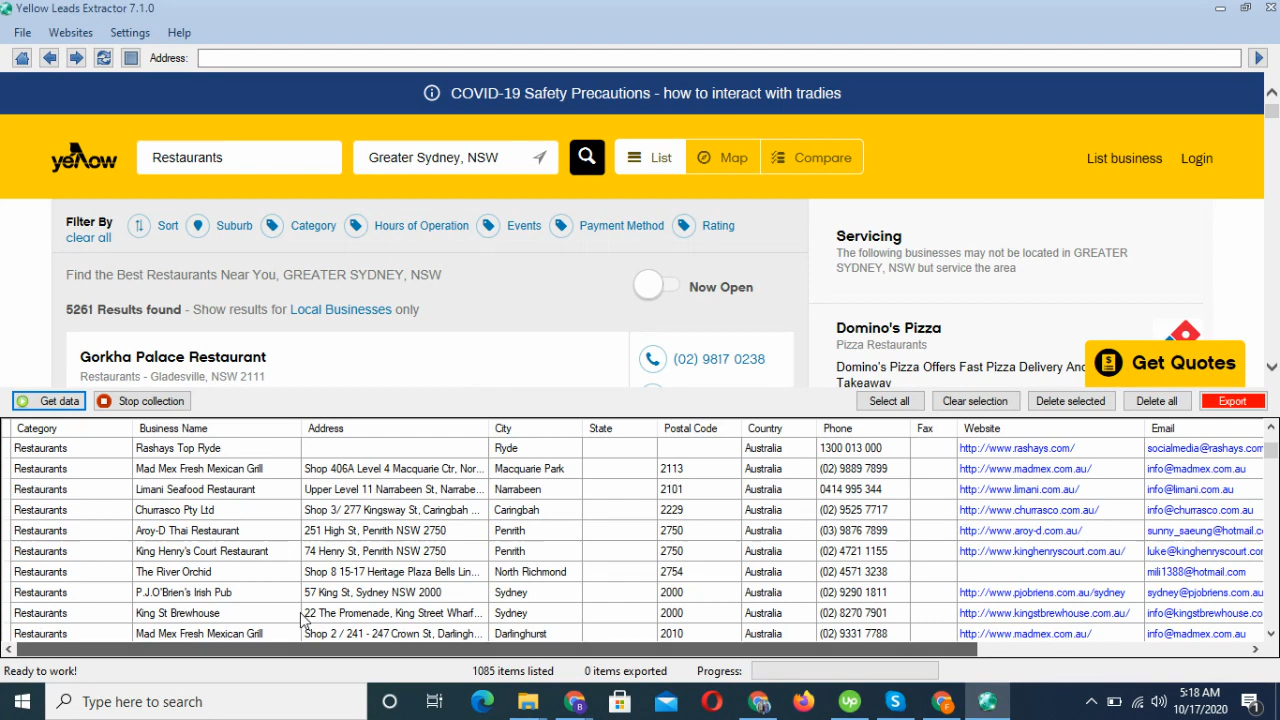 Yellow Leads Extractor 7.1.0
File Websites Settings Help
Address:
COVID-19 Safety Precautions - how to interact with tradies
yellow Restaurants Greater Sydney, NSW List Map Compare List business Login
Filter By Sort Suburb Category Hours of Operation Events Payment Method Rating
clear all
Find the Best Restaurants Near You, GREATER SYDNEY, NSW
Now Open
5261 Results found - Show results for Local Businesses only
Gorkha Palace Restaurant (02) 9817 0238
Restaurants - Gladesville, NSW 2111
Servicing
The following businesses may not be located in GREATER
SYDNEY, NSW but service the area
Domino's Pizza
Pizza Restaurants
Domino's Pizza Offers Fast Pizza Delivery And
Takeaway
Get Quotes
Get data Stop collection Select all Clear selection Delete selected Delete all Export
Category Business Name Address City State Postal Code Country Phone Fax Website Email
Restaurants Rashays Top Ryde Ryde Australia 1300 013 000 http://www.rashays.com/ socialmedia@rashays.com
Restaurants Mad Mex Fresh Mexican Grill Shop 406A Level 4 Macquarie Ctr, Nor... Macquarie Park 2113 Australia (02) 9889 7899 http://www.madmex.com.au/ info@madmex.com.au
Restaurants Limani Seafood Restaurant Upper Level 11 Narrabeen St, Narrabe... Narrabeen 2101 Australia 0414 995 344 http://www.limani.com.au/ info@limani.com.au
Restaurants Churrasco Pty Ltd Shop 3/ 277 Kingsway St, Caringbah ... Caringbah 2229 Australia (02) 9525 7717 http://www.churrasco.com.au/ info@churrasco.com.au
Restaurants Aroy-D Thai Restaurant 251 High St, Penrith NSW 2750 Penrith 2750 Australia (03) 9876 7899 http://www.aroy-d.com.au/ sunny_saeung@hotmail.c
Restaurants King Henry's Court Restaurant 74 Henry St, Penrith NSW 2750 Penrith 2750 Australia (02) 4721 1155 http://www.kinghenryscourt.com.au/ luke@kinghenryscourt.co
Restaurants The River Orchid Shop 8 15-17 Heritage Plaza Bells Lin... North Richmond 2754 Australia (02) 4571 3238 mili1388@hotmail.com
Restaurants P.J.O'Brien's Irish Pub 57 King St, Sydney NSW 2000 Sydney 2000 Australia (02) 9290 1811 http://www.pjobriens.com.au/sydney sydney@pjobriens.com.au
Restaurants King St Brewhouse 22 The Promenade, King Street Wharf... Sydney 2000 Australia (02) 8270 7901 http://www.kingstbrewhouse.com.au/ info@kingstbrewhouse.co
Restaurants Mad Mex Fresh Mexican Grill Shop 2 / 241 - 247 Crown St, Darlingh... Darlinghurst 2010 Australia (02) 9331 7788 http://www.madmex.com.au/ info@madmex.com.au
Ready to work! 1085 items listed 0 items exported Progress:
Type here to search 5:18 AM
10/17/2020